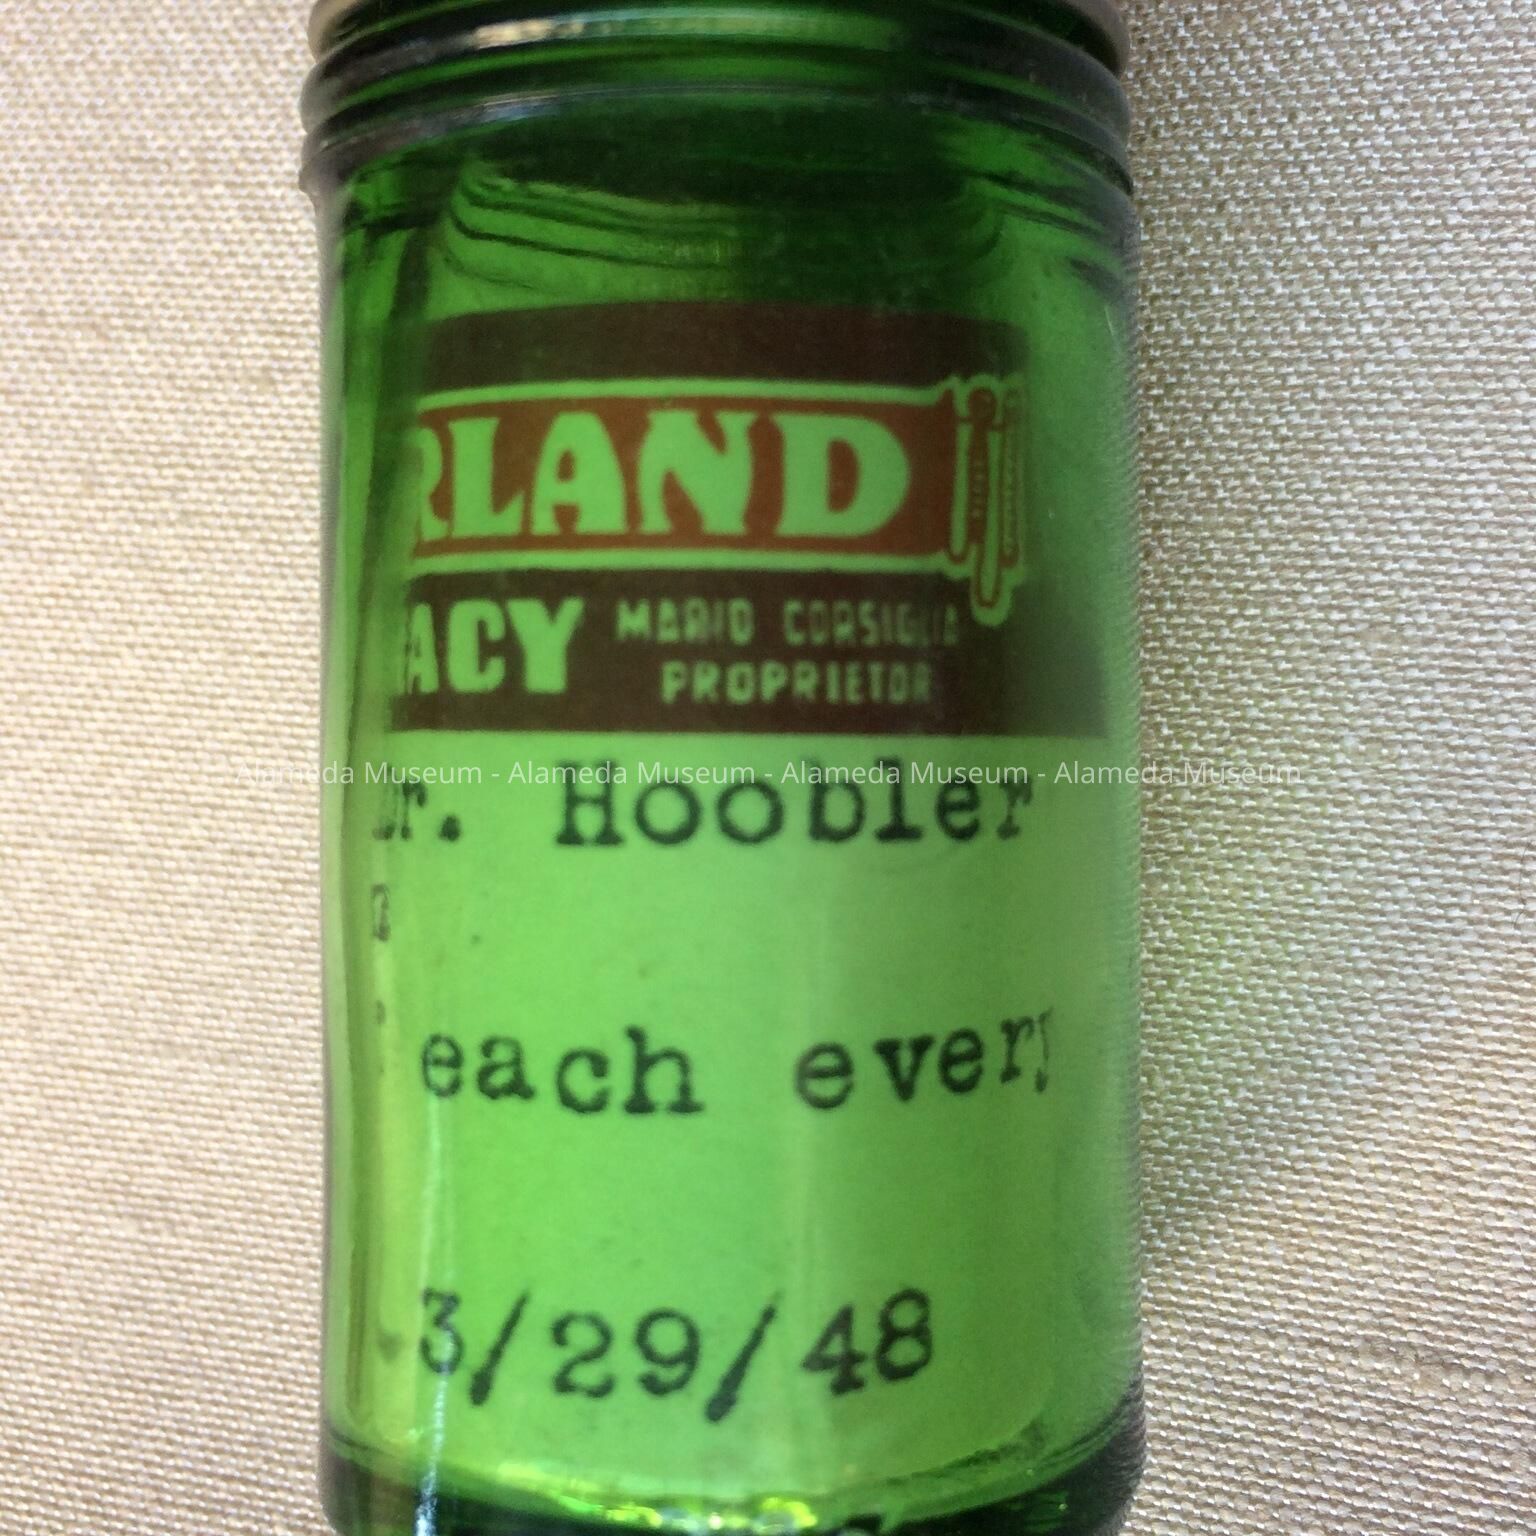 RLAND
ACY MARIO CORSIGLIA
PROPRIETOR
Alameda Museum - Alameda Museum - Alameda Museum - Alameda Museum
Dr. Hoobler
each every
3/29/48